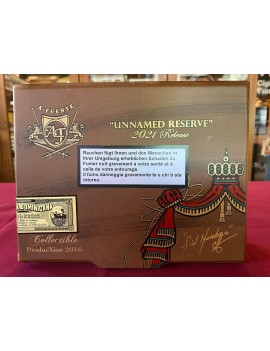 A · FUENTE
AF
"UNNAMED RESERVE"
2021 Release
Rauchen fügt Ihnen und den Menschen in
Ihrer Umgebung erheblichen Schaden zu.
Fumer nuit gravement à votre santé et à
celle de votre entourage.
Il fumo danneggia gravemente te e chi ti sta
intorno.
Collectible
ProduXion 2016